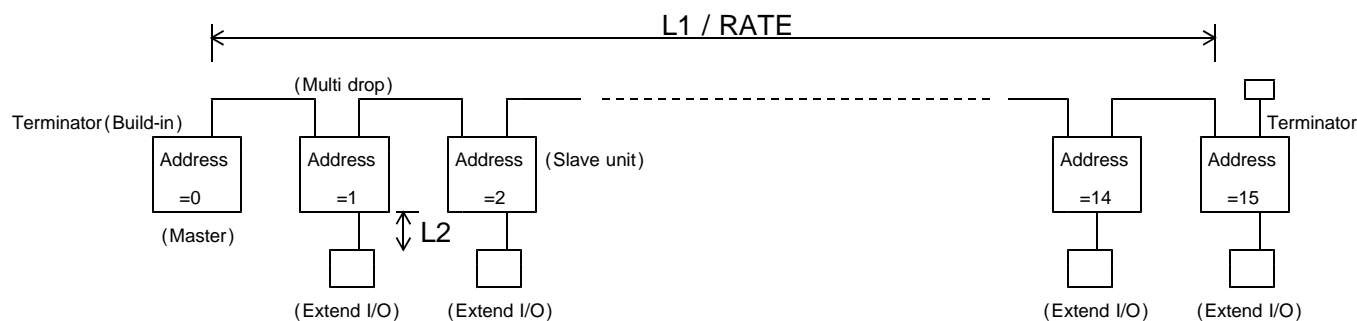 L1 / RATE
(Multi drop)
Terminator(Build-in)
Terminator
Address
=0
Address
=1
Address
=2
(Slave unit)
Address
=14
Address
=15
(Master)
L2
(Extend I/O)
(Extend I/O)
(Extend I/O)
(Extend I/O)